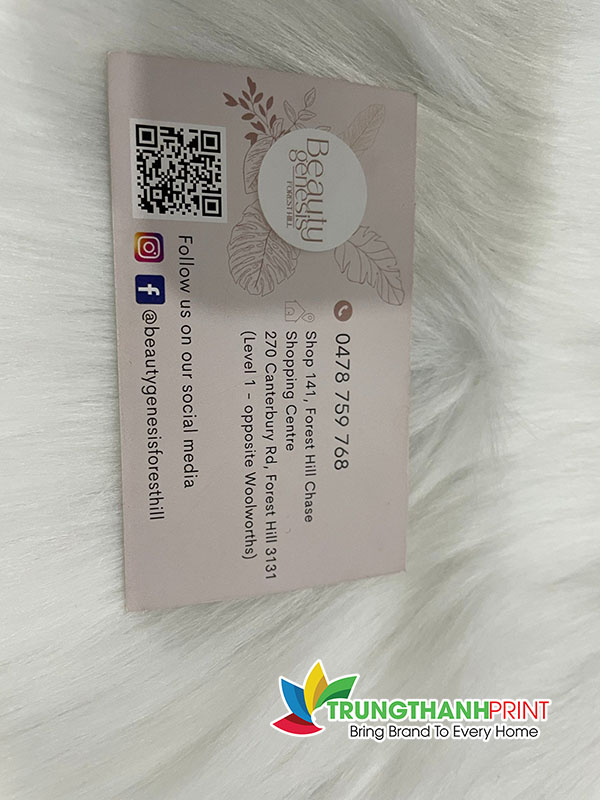 Beauty
genesis
FOREST HILL
0478 759 768
Shop 141, Forest Hill Chase
Shopping Centre
270 Canterbury Rd, Forest Hill 3131
(Level 1 - opposite Woolworths)
Follow us on our social media
@beautygenesisforesthill
TRUNGTHANHPRINT
Bring Brand To Every Home